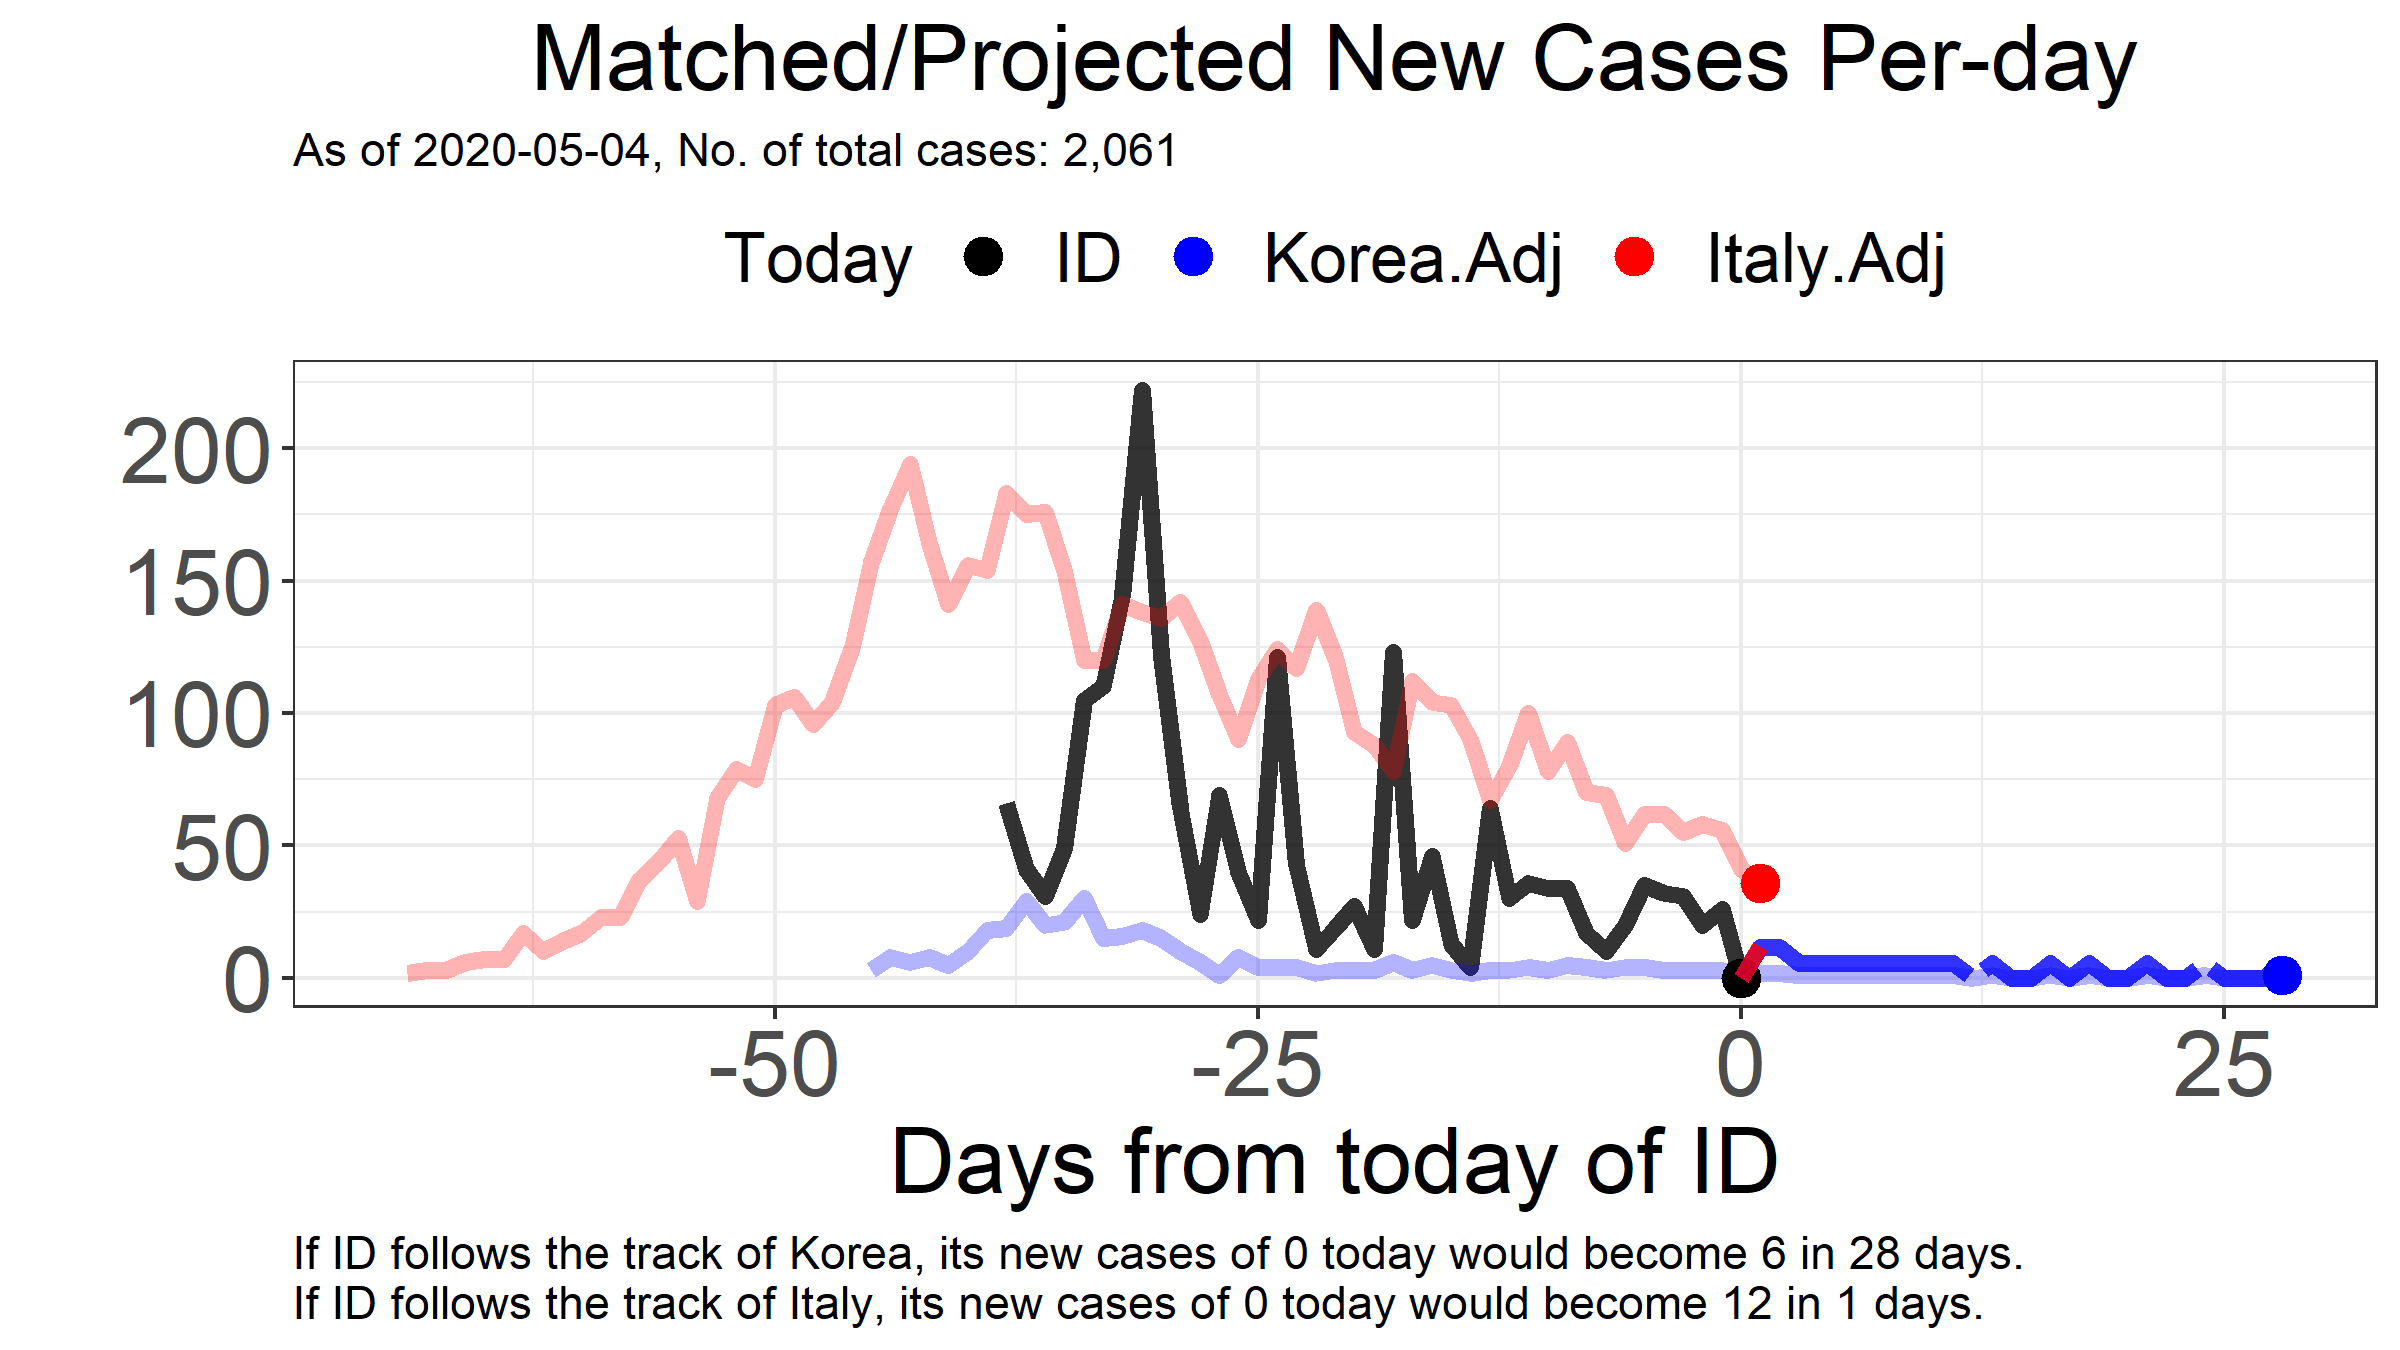 Matched/Projected New Cases Per-day
As of 2020-05-04, No. of total cases: 2,061
Today ID Korea.Adj Italy.Adj
200
150
100
50
0
-50 -25 0 25
Days from today of ID
If ID follows the track of Korea, its new cases of 0 today would become 6 in 28 days.
If ID follows the track of Italy, its new cases of 0 today would become 12 in 1 days.